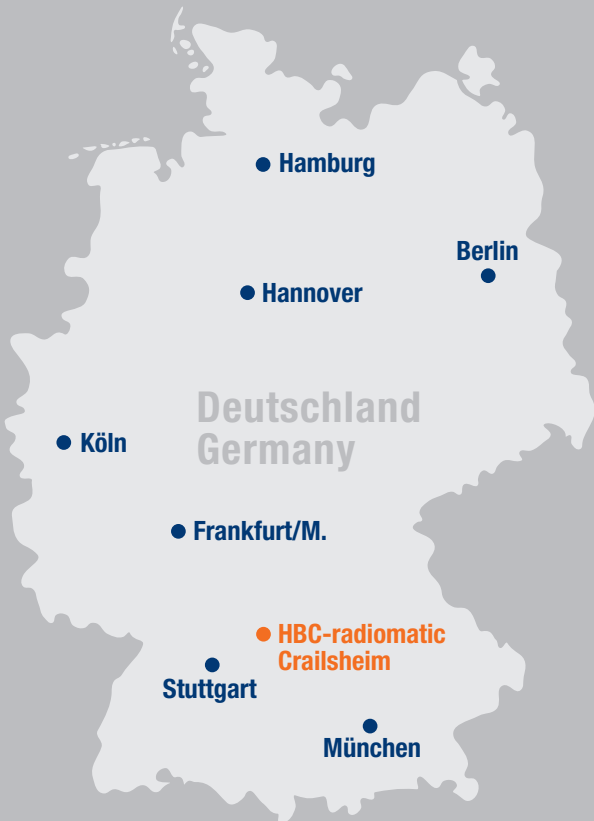 Hamburg
Berlin
Hannover
Deutschland
Germany
Köln
Frankfurt/M.
HBC-radiomatic
Crailsheim
Stuttgart
München